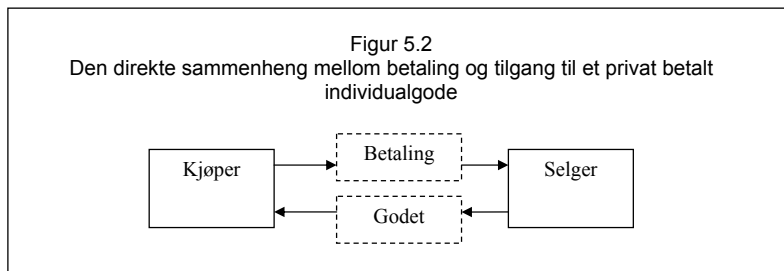 Figur 5.2
Den direkte sammenheng mellom betaling og tilgang til et privat betalt
individualgode
Betaling
Kjøper
Selger
Godet